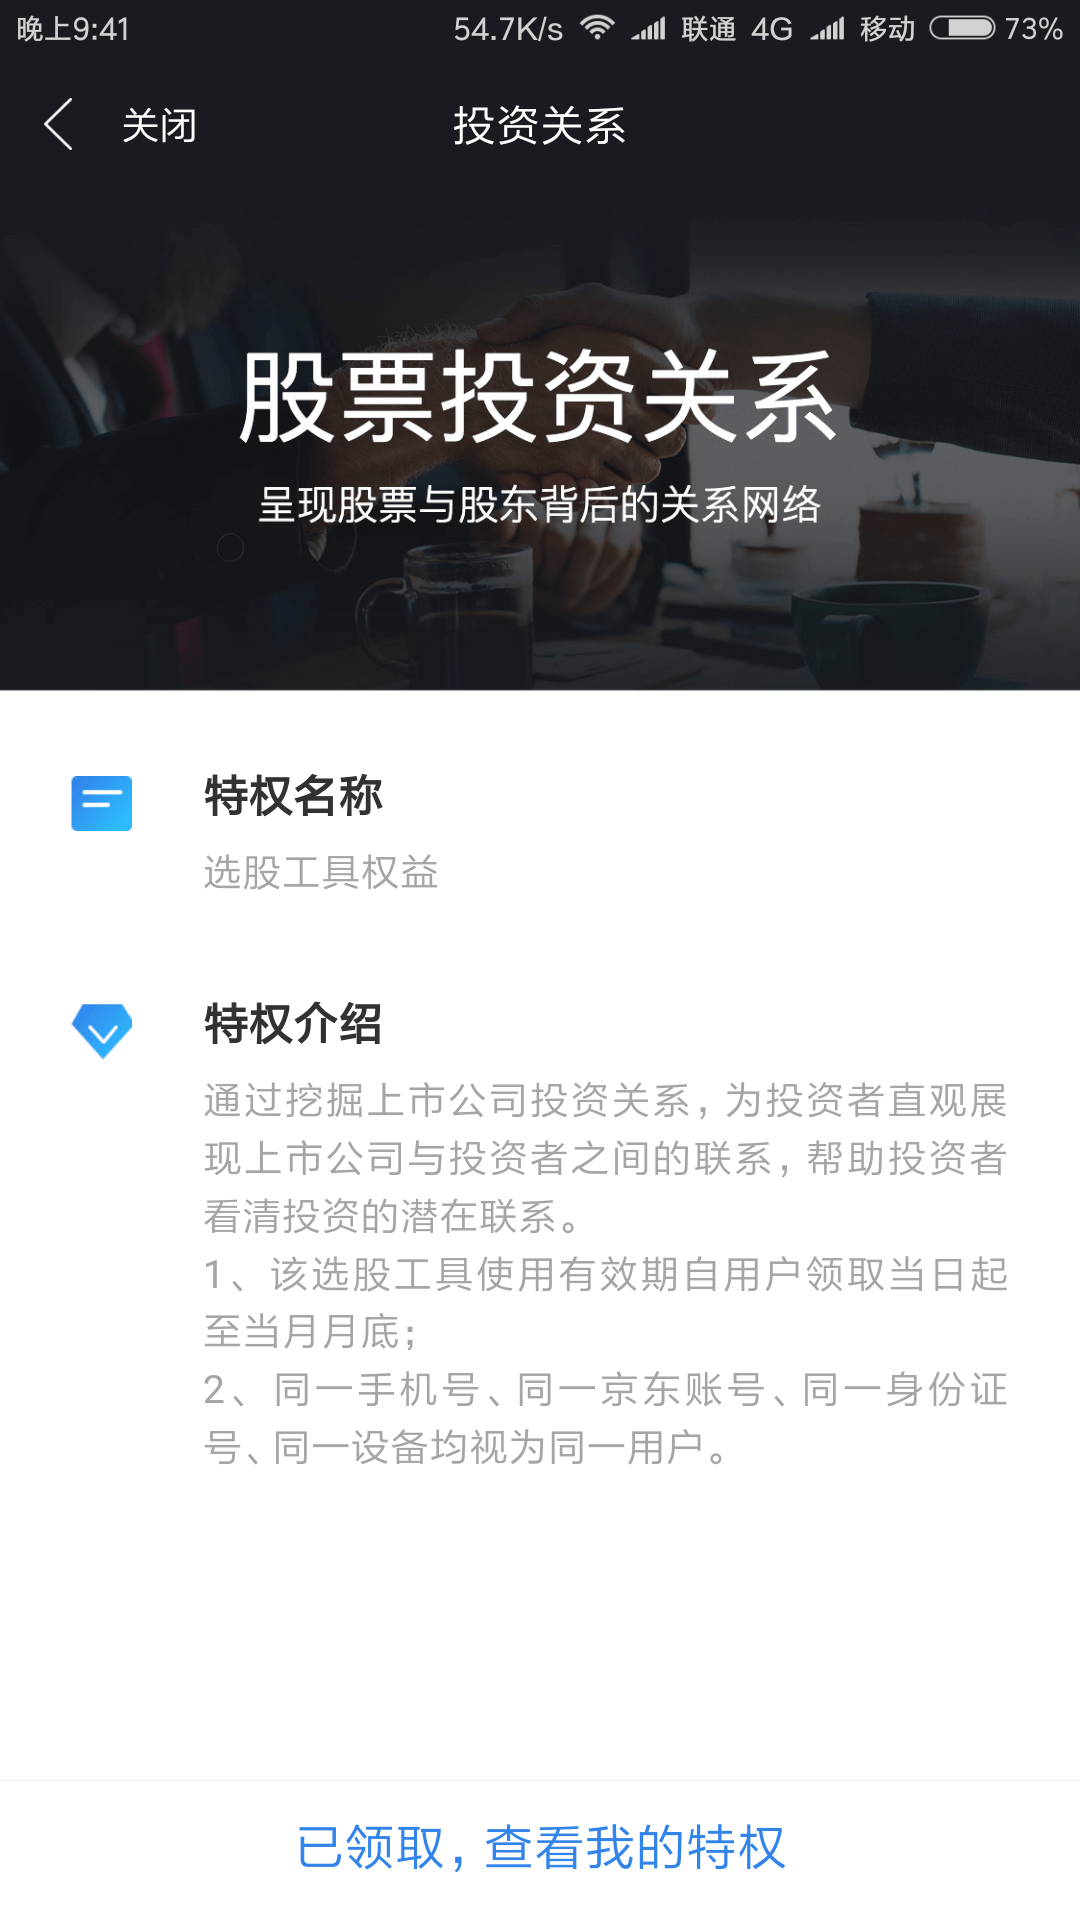 晚上9:41 54.7K/s 联通 4G 移动 73%
关闭 投资关系
股票投资关系
呈现股票与股东背后的关系网络
特权名称
选股工具权益
特权介绍
通过挖掘上市公司投资关系,为投资者直观展
现上市公司与投资者之间的联系,帮助投资者
看清投资的潜在联系。
1、该选股工具使用有效期自用户领取当日起
至当月月底;
2、同一手机号、同一京东账号、同一身份证
号、同一设备均视为同一用户。
已领取,查看我的特权